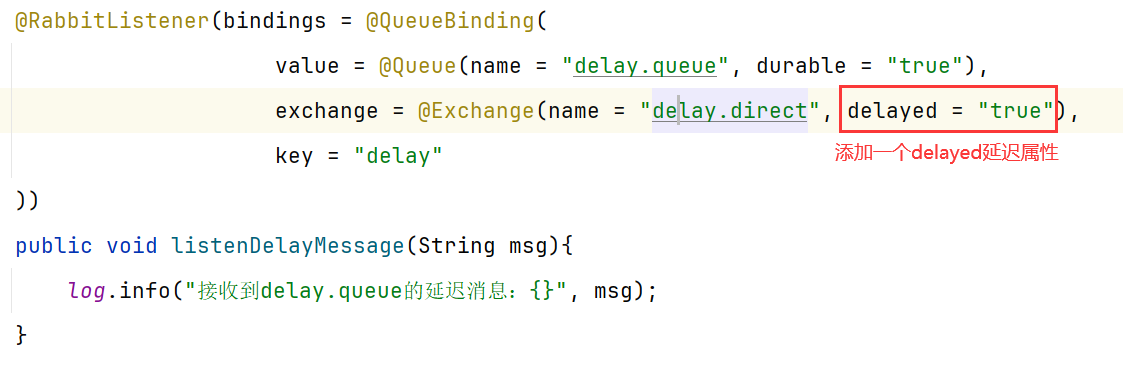 @RabbitListener(bindings = @QueueBinding(
value = @Queue(name = "delay.queue", durable = "true"),
exchange = @Exchange(name = "delay.direct", delayed = "true"),
添加一个delayed延迟属性
key = "delay"
))
public void listenDelayMessage(String msg){
log.info("接收到delay.queue的延迟消息：{}", msg);
}